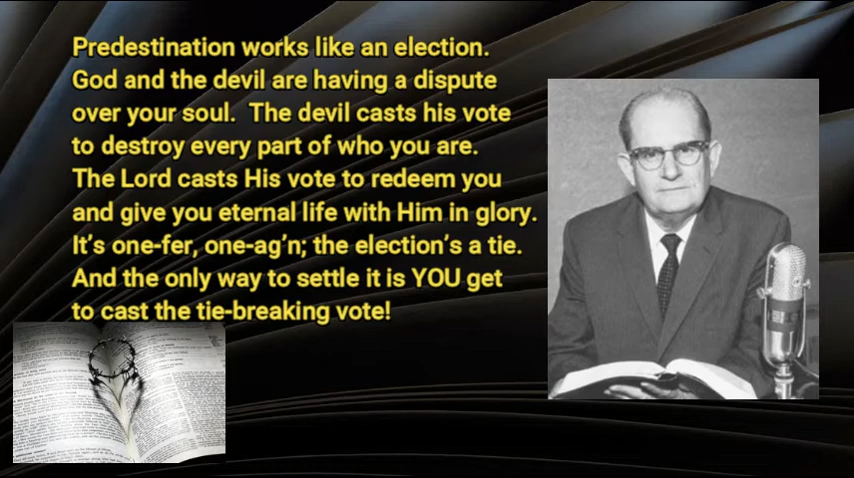 Predestination works like an election.
God and the devil are having a dispute
over your soul.  The devil casts his vote
to destroy every part of who you are.
The Lord casts His vote to redeem you
and give you eternal life with Him in glory.
It’s one-fer, one-ag’n; the election’s a tie.
And the only way to settle it is YOU get
to cast the tie-breaking vote!